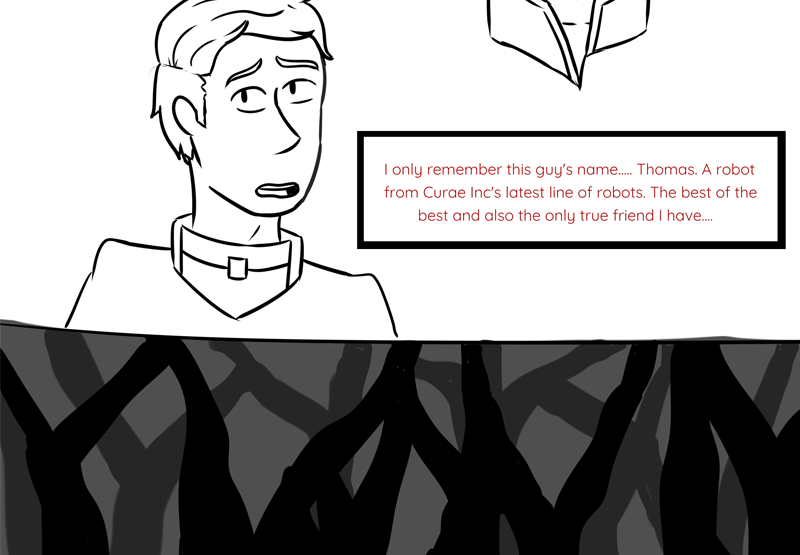 I only remember this guy's name..... Thomas. A robot
from Curae Inc's latest line of robots. The best of the
best and also the only true friend I have....